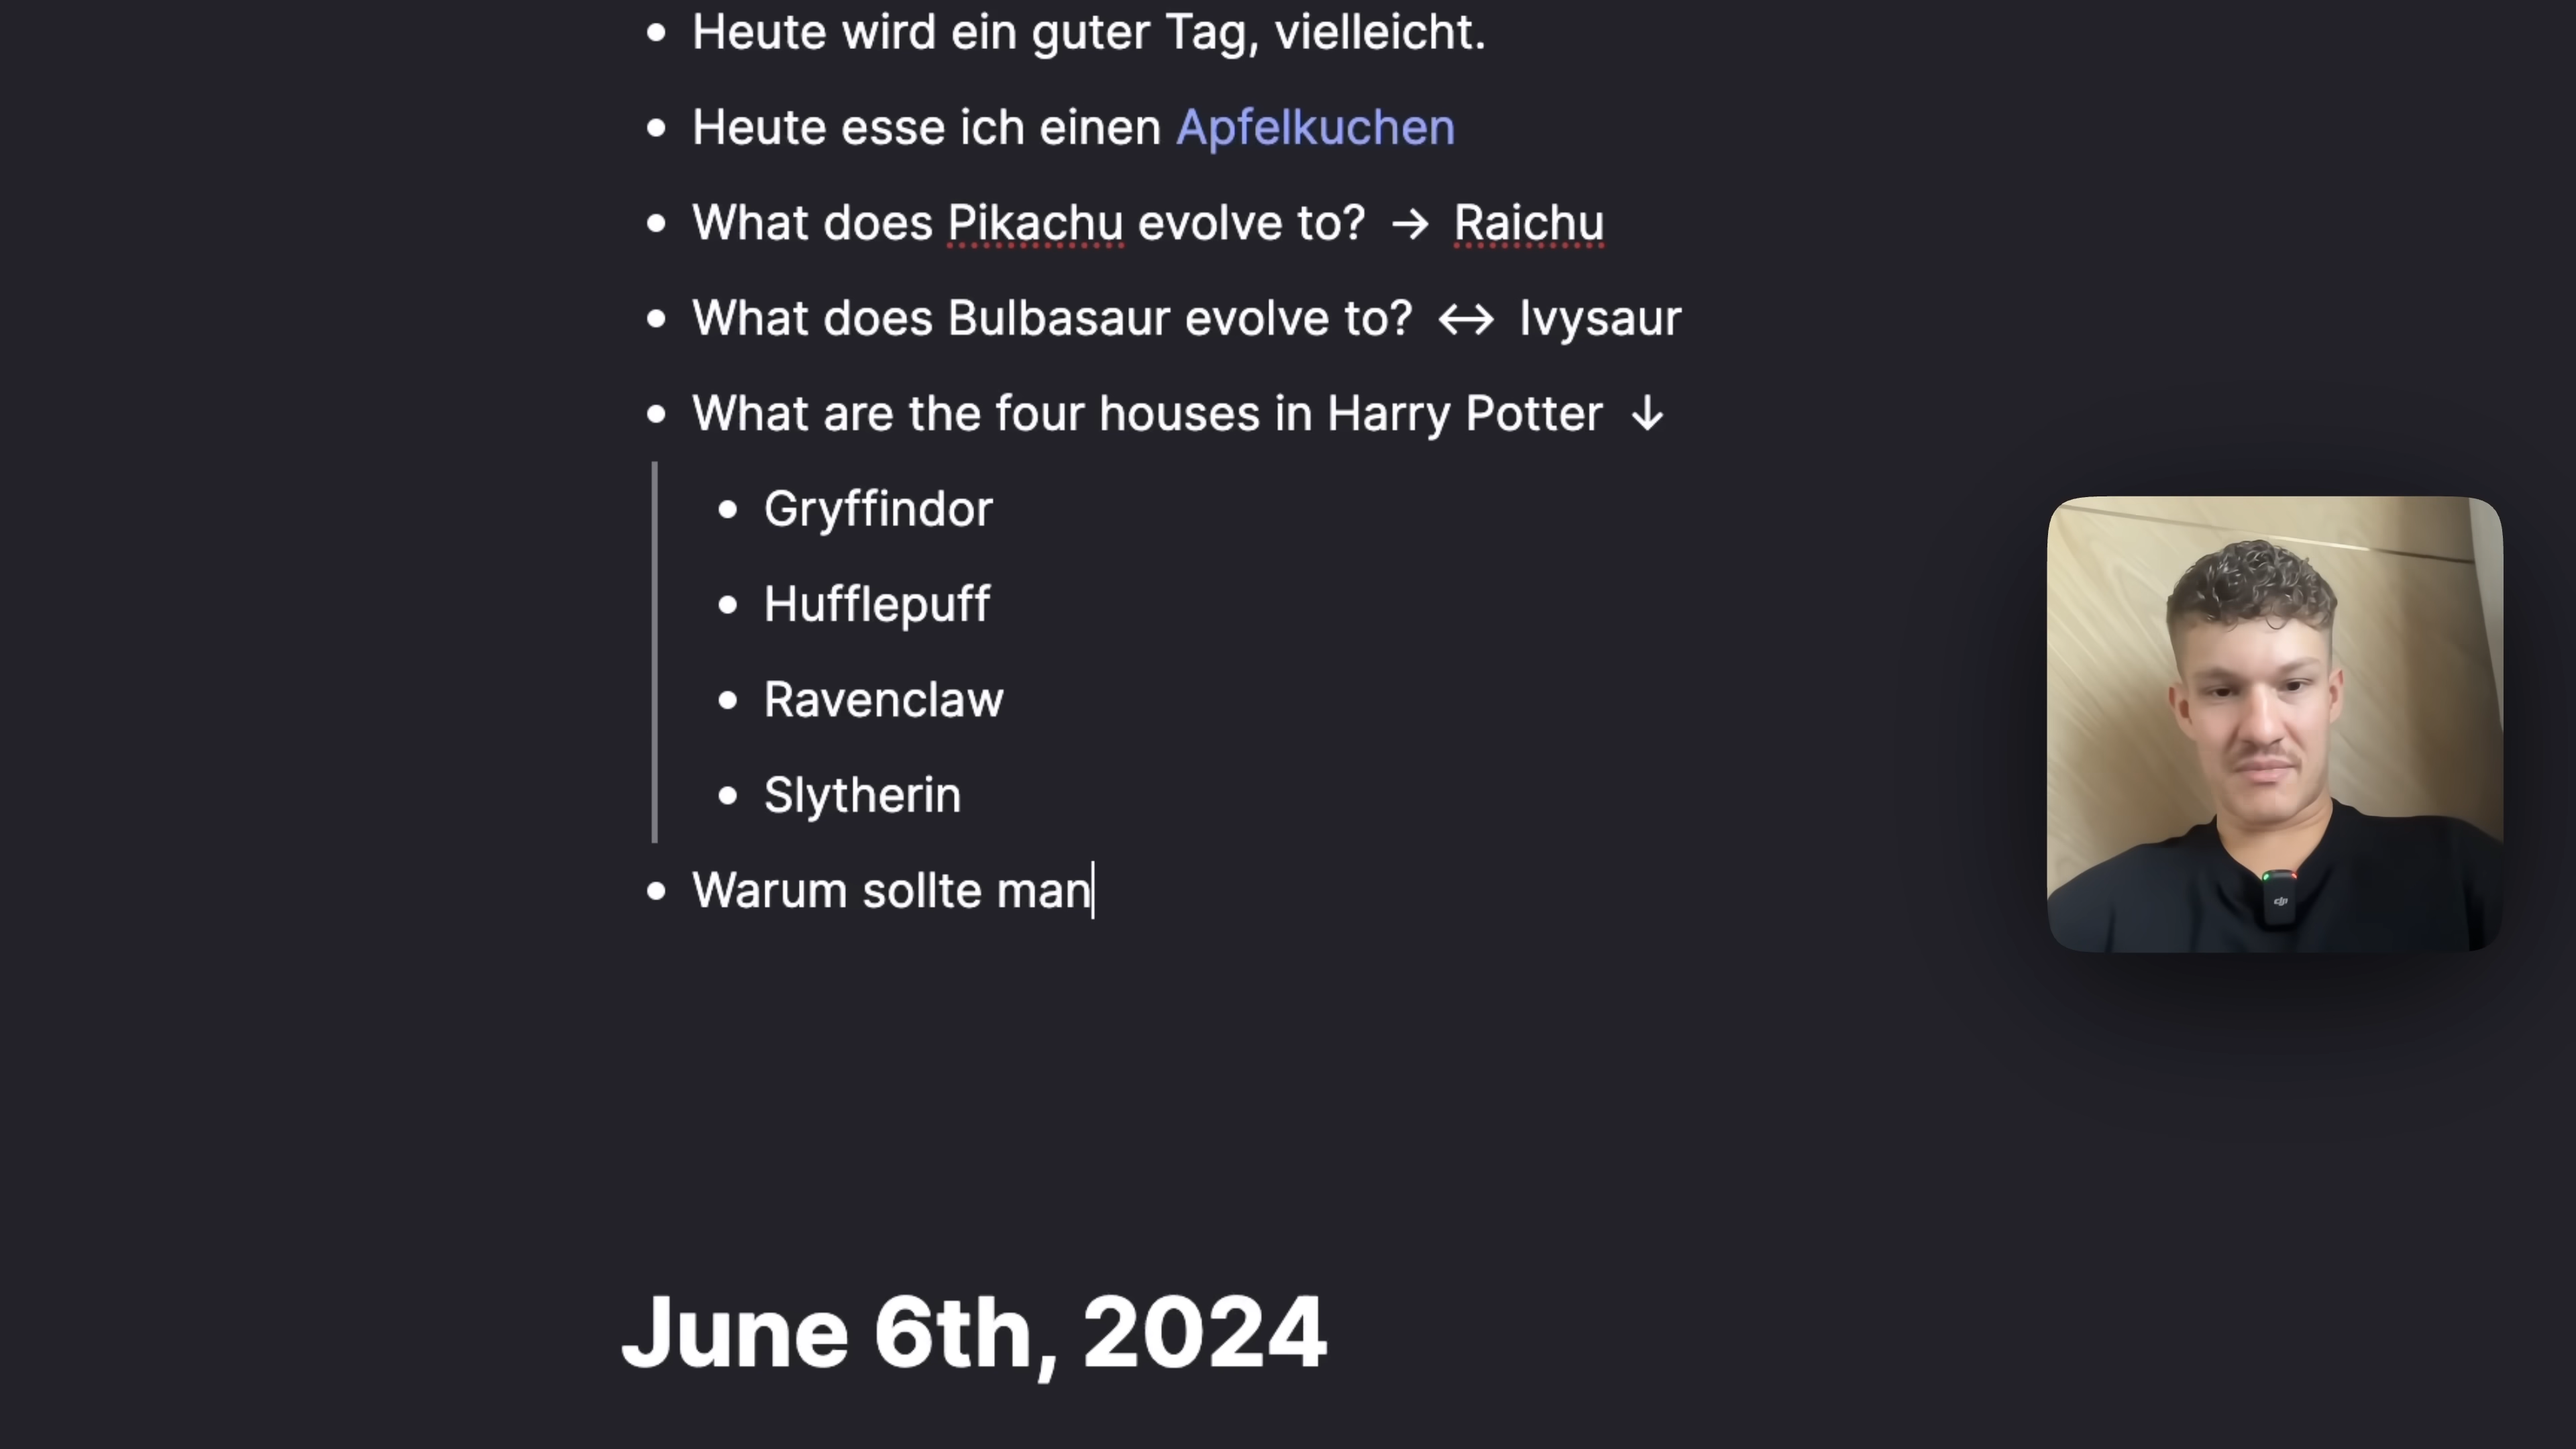 • Heute wird ein guter Tag, vielleicht.
• Heute esse ich einen Apfelkuchen
• What does Pikachu evolve to? → Raichu
• What does Bulbasaur evolve to? ↔ Ivysaur
• What are the four houses in Harry Potter ↓
• Gryffindor
• Hufflepuff
• Ravenclaw
• Slytherin
• Warum sollte man
dji
June 6th, 2024